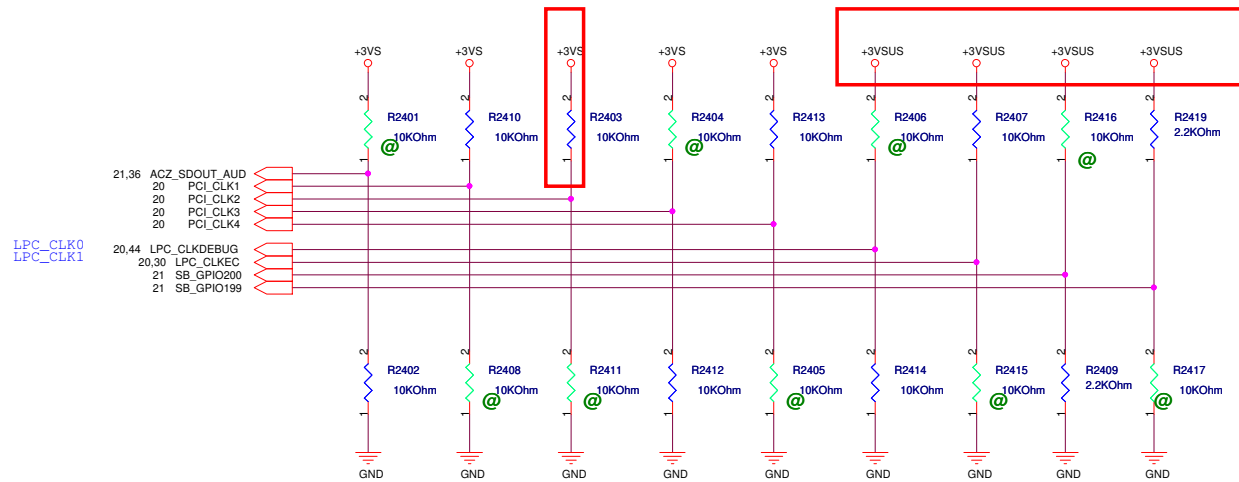 +3VS +3VS +3VS +3VS +3VS +3VSUS +3VSUS +3VSUS +3VSUS
2 2 2 2 2 2 2 2 2
R2401 R2410 R2403 R2404 R2413 R2406 R2407 R2416 R2419
10KOhm 10KOhm 10KOhm 10KOhm 10KOhm 10KOhm 10KOhm 10KOhm 2.2KOhm
@ @ @ @
1 1 1 1 1 1 1 1 1
21,36 ACZ_SDOUT_AUD
20 PCI_CLK1
20 PCI_CLK2
20 PCI_CLK3
20 PCI_CLK4
LPC_CLK0 20,44 LPC_CLKDEBUG
LPC_CLK1 20,30 LPC_CLKEC
21 SB_GPIO200
21 SB_GPIO199
2 2 2 2 2 2 2 2 2
R2402 R2408 R2411 R2412 R2405 R2414 R2415 R2409 R2417
10KOhm 10KOhm 10KOhm 10KOhm 10KOhm 10KOhm 10KOhm 2.2KOhm 10KOhm
@ @ @ @ @
1 1 1 1 1 1 1 1 1
GND GND GND GND GND GND GND GND GND